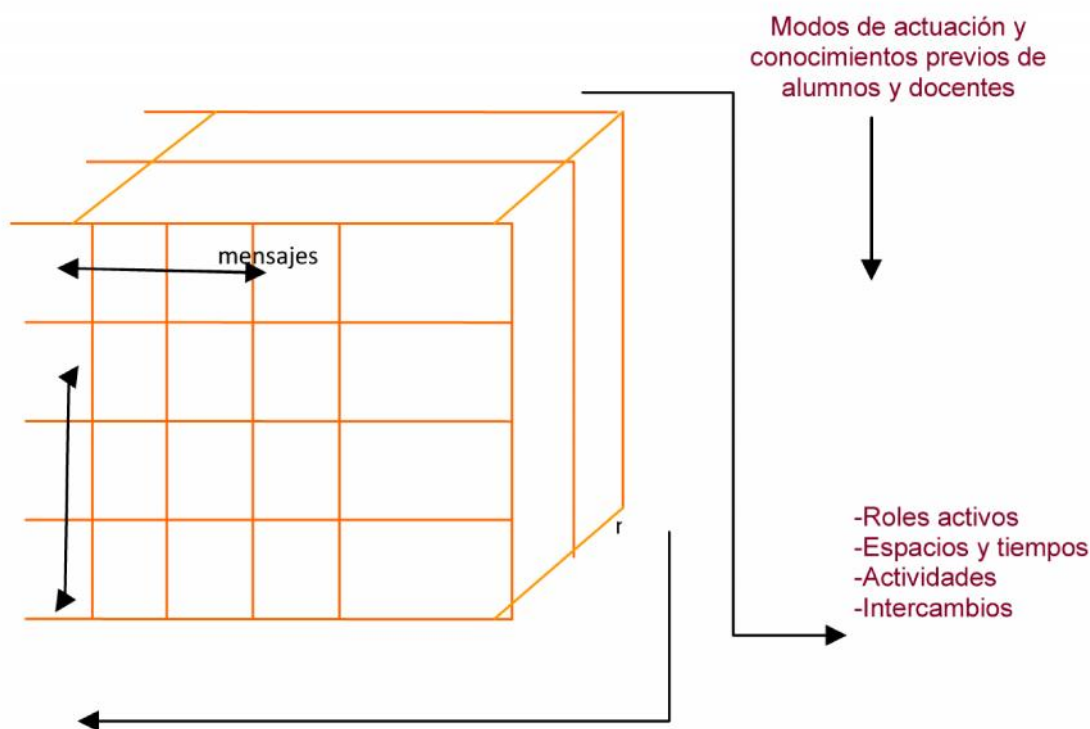 Modos de actuación y
conocimientos previos de
alumnos y docentes
mensajes
r
-Roles activos
-Espacios y tiempos
-Actividades
-Intercambios